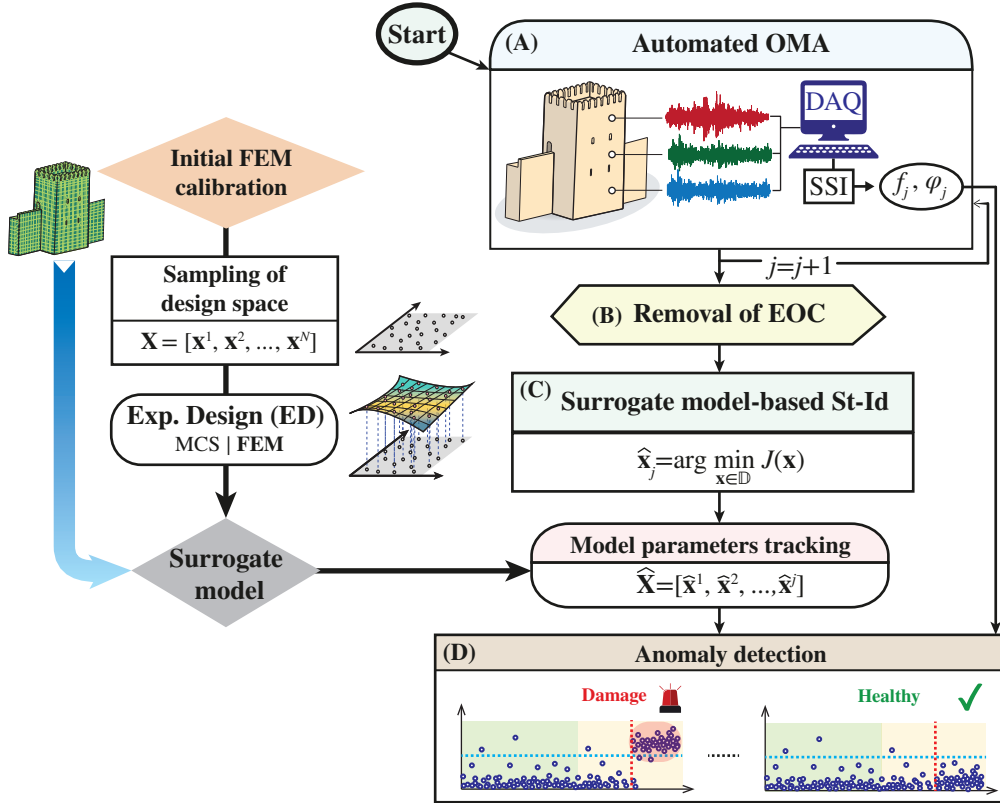 Start
(A)
Automated OMA
DAQ
SSI
f_j, φ_j
j=j+1
Initial FEM
calibration
Sampling of
design space
X = [x^1, x^2, ..., x^N]
Exp. Design (ED)
MCS | FEM
Surrogate
model
(B) Removal of EOC
(C)
Surrogate model-based St-Id
x̂_j=arg min J(x)
x∈𝔻
Model parameters tracking
X̂=[x̂^1, x̂^2, ...,x̂^j]
(D)
Anomaly detection
Damage
Healthy